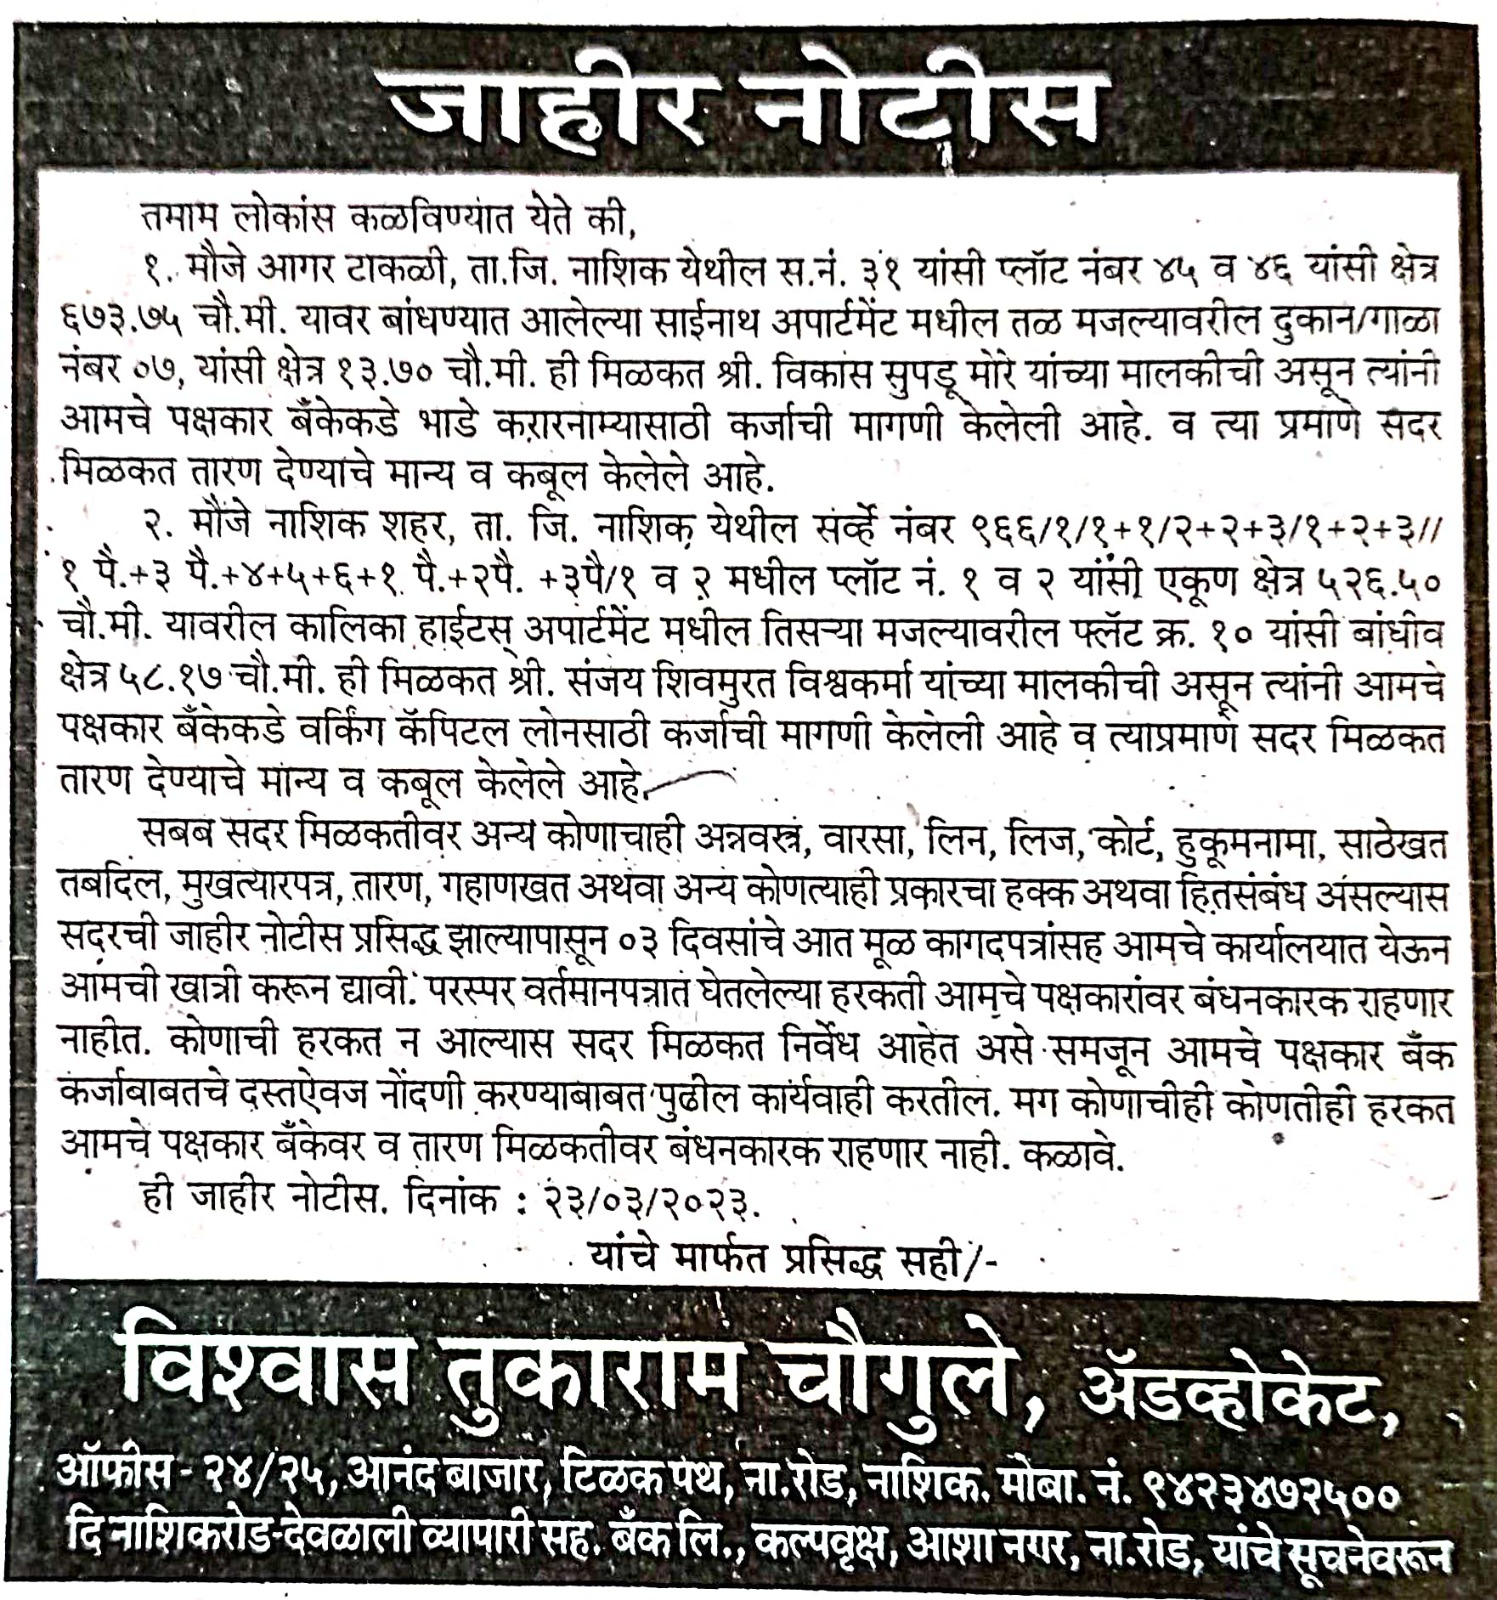 जाहीर नोटीस
तमाम लोकांस कळविण्यात येते की,
१. मौजे आगर टाकळी, ता.जि. नाशिक येथील स.नं. ३१ यांसी प्लॉट नंबर ४५ व ४६ यांसी क्षेत्र
६७३.७५ चौ.मी. यावर बांधण्यात आलेल्या साईनाथ अपार्टमेंट मधील तळ मजल्यावरील दुकान/गाळा
नंबर ०७, यांसी क्षेत्र १३.७० चौ.मी. ही मिळकत श्री. विकास सुपडू मोरे यांच्या मालकीची असून त्यांनी
आमचे पक्षकार बँकेकडे भाडे करारनाम्यासाठी कर्जाची मागणी केलेली आहे. व त्या प्रमाणे सदर
मिळकत तारण देण्याचे मान्य व कबूल केलेले आहे.
२. मौजे नाशिक शहर, ता. जि. नाशिक येथील सर्व्हे नंबर ९६६/१/१+१/२+२+३/१+२+३//
१ पै.+३ पै.+४+५+६+१ पै.+२पै. +३पै/१ व २ मधील प्लॉट नं. १ व २ यांसी एकूण क्षेत्र ५२६.५०
चौ.मी. यावरील कालिका हाईटस् अपार्टमेंट मधील तिसऱ्या मजल्यावरील फ्लॅट क्र. १० यांसी बांधीव
क्षेत्र ५८.१७ चौ.मी. ही मिळकत श्री. संजय शिवमुरत विश्वकर्मा यांच्या मालकीची असून त्यांनी आमचे
पक्षकार बँकेकडे वर्किंग कॅपिटल लोनसाठी कर्जाची मागणी केलेली आहे व त्याप्रमाणे सदर मिळकत
तारण देण्याचे मान्य व कबूल केलेले आहे.
सबब सदर मिळकतीवर अन्य कोणाचाही अन्नवस्त्र, वारसा, लिन, लिज, कोर्ट, हुकूमनामा, साठेखत
तबदिल, मुखत्यारपत्र, तारण, गहाणखत अथवा अन्य कोणत्याही प्रकारचा हक्क अथवा हितसंबंध असल्यास
सदरची जाहीर नोटीस प्रसिद्ध झाल्यापासून ०३ दिवसांचे आत मूळ कागदपत्रांसह आमचे कार्यालयात येऊन
आमची खात्री करून द्यावी. परस्पर वर्तमानपत्रात घेतलेल्या हरकती आमचे पक्षकारांवर बंधनकारक राहणार
नाहीत. कोणाची हरकत न आल्यास सदर मिळकत निर्वेध आहेत असे समजून आमचे पक्षकार बँक
कर्जाबाबतचे दस्तऐवज नोंदणी करण्याबाबत पुढील कार्यवाही करतील. मग कोणाचीही कोणतीही हरकत
आमचे पक्षकार बँकेवर व तारण मिळकतीवर बंधनकारक राहणार नाही. कळावे.
ही जाहीर नोटीस. दिनांक : २३/०३/२०२३.
यांचे मार्फत प्रसिद्ध सही/-
विश्वास तुकाराम चौगुले, ॲडव्होकेट,
ऑफीस - २४/२५, आनंद बाजार, टिळक पथ, ना.रोड, नाशिक. मोबा. नं. ९४२३४७२५००
दि नाशिकरोड-देवळाली व्यापारी सह. बँक लि., कल्पवृक्ष, आशा नगर, ना.रोड, यांचे सूचनेवरून